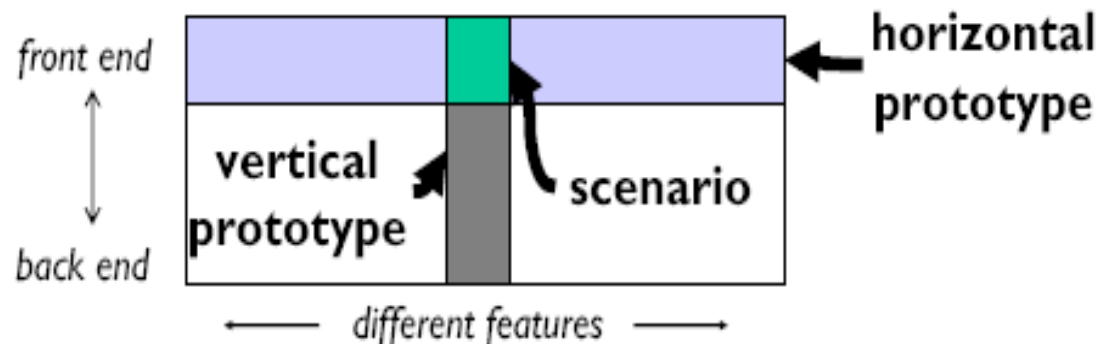 front end
horizontal
prototype
vertical
prototype
scenario
back end
different features